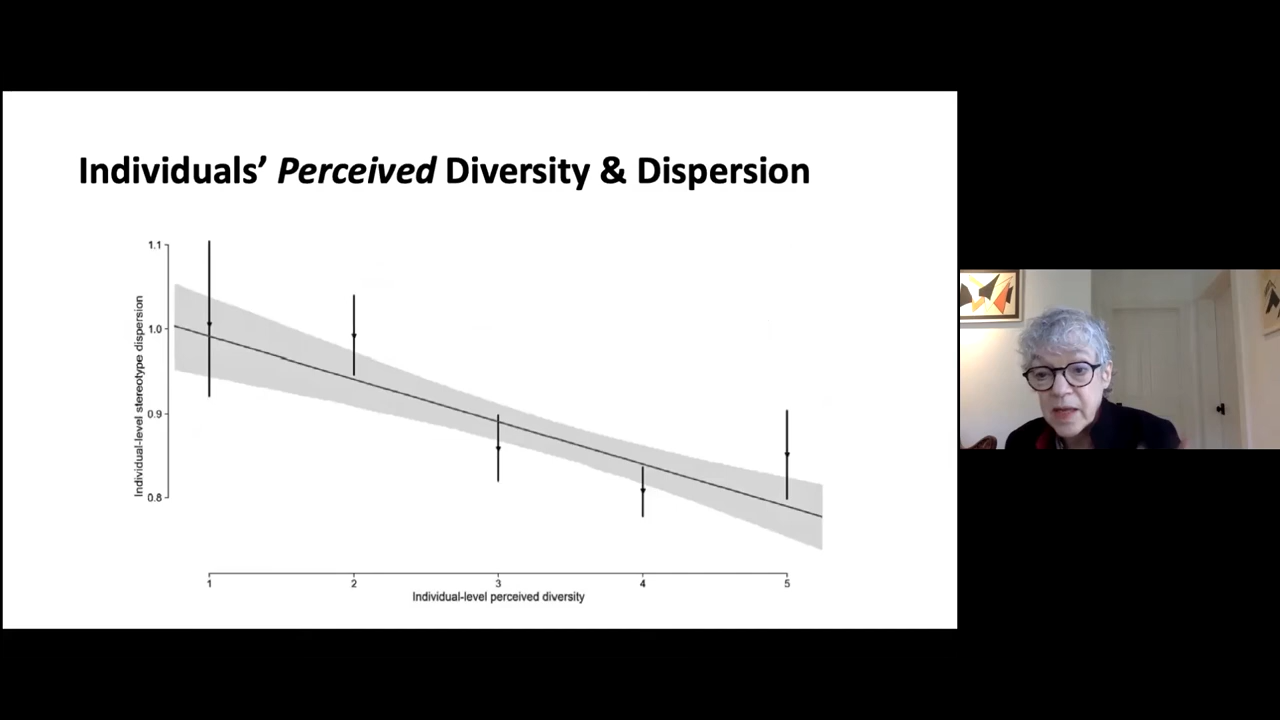 Individuals’ Perceived Diversity & Dispersion
1.1
1.0
0.9
0.8
Individual-level stereotype dispersion
1 2 3 4 5
Individual-level perceived diversity